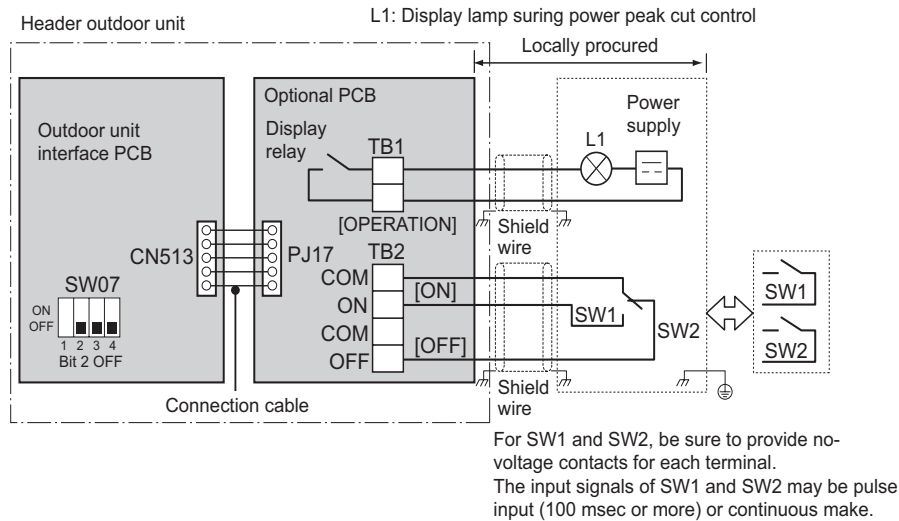 L1: Display lamp suring power peak cut control
Header outdoor unit
Locally procured
Optional PCB
Outdoor unit
interface PCB
Display
relay
TB1
L1
Power
supply
[OPERATION]
Shield
wire
CN513
PJ17
TB2
COM
[ON]
ON
COM
[OFF]
OFF
SW1
SW2
SW1
SW2
SW07
ON
OFF
1 2 3 4
Bit 2 OFF
Connection cable
Shield
wire
For SW1 and SW2, be sure to provide no-
voltage contacts for each terminal.
The input signals of SW1 and SW2 may be pulse
input (100 msec or more) or continuous make.